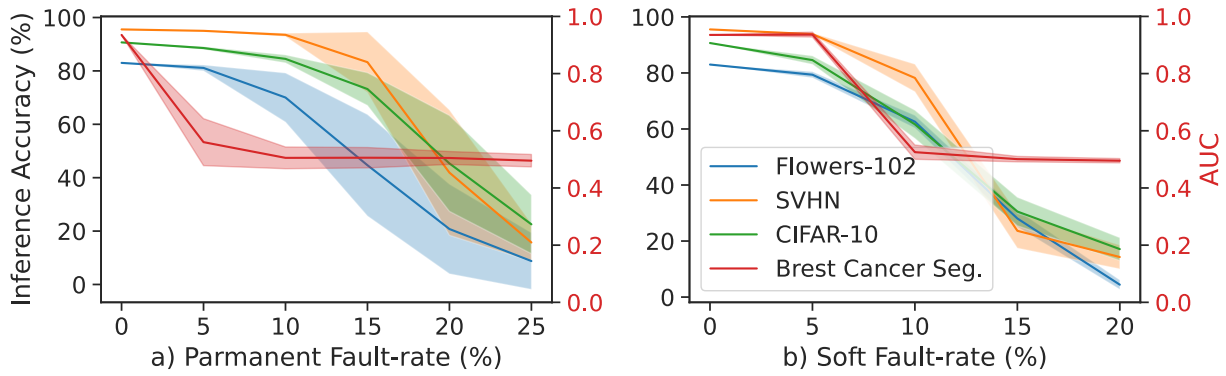 Inference Accuracy (%)
100
80
60
40
20
0
0 5 10 15 20 25
a) Parmanent Fault-rate (%)
1.0
0.8
0.6
0.4
0.2
0.0
100
80
60
40
20
0
Flowers-102
SVHN
CIFAR-10
Brest Cancer Seg.
0 5 10 15 20
b) Soft Fault-rate (%)
1.0
0.8
0.6
0.4
0.2
0.0
AUC